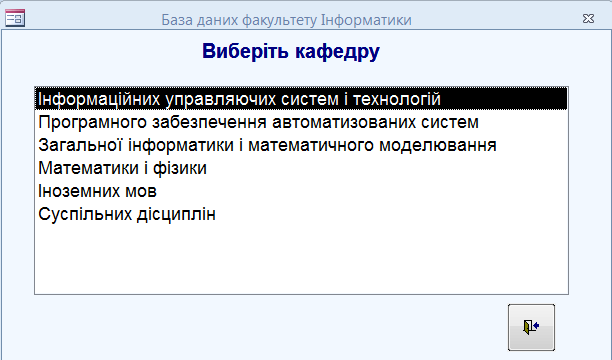 База даних факультету Інформатики
Виберіть кафедру
Інформаційних управляючих систем і технологій
Програмного забезпечення автоматизованих систем
Загальної інформатики і математичного моделювання
Математики і фізики
Іноземних мов
Суспільних дісциплін